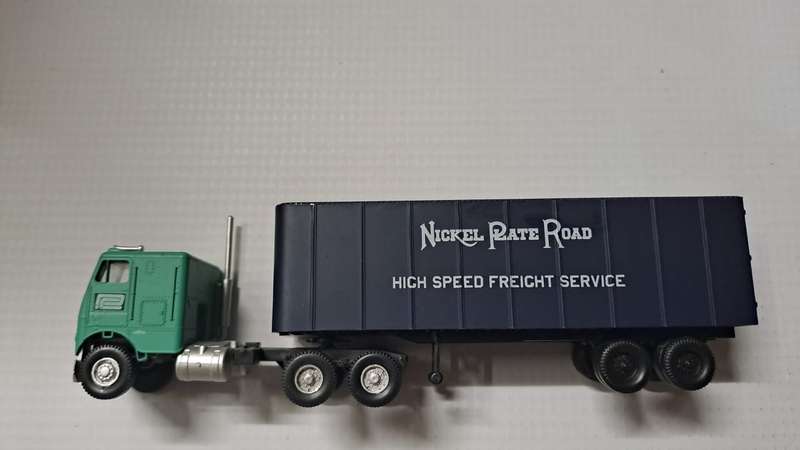 NICKEL PLATE ROAD
HIGH SPEED FREIGHT SERVICE